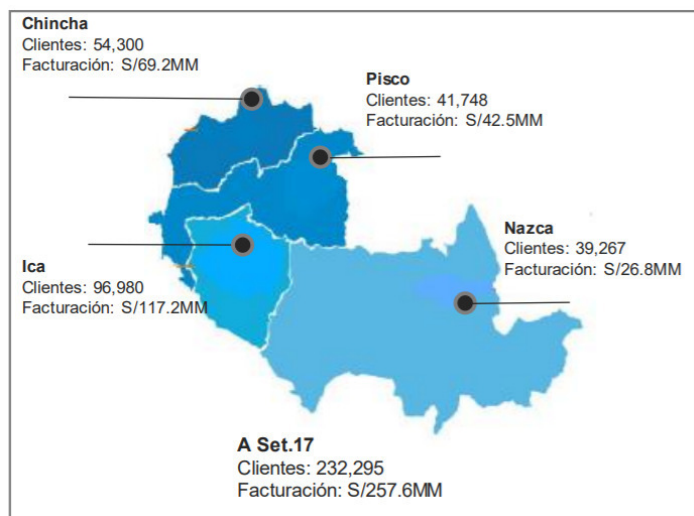 Chincha
Clientes: 54,300
Facturación: S/69.2MM
Pisco
Clientes: 41,748
Facturación: S/42.5MM
Nazca
Clientes: 39,267
Facturación: S/26.8MM
Ica
Clientes: 96,980
Facturación: S/117.2MM
A Set.17
Clientes: 232,295
Facturación: S/257.6MM